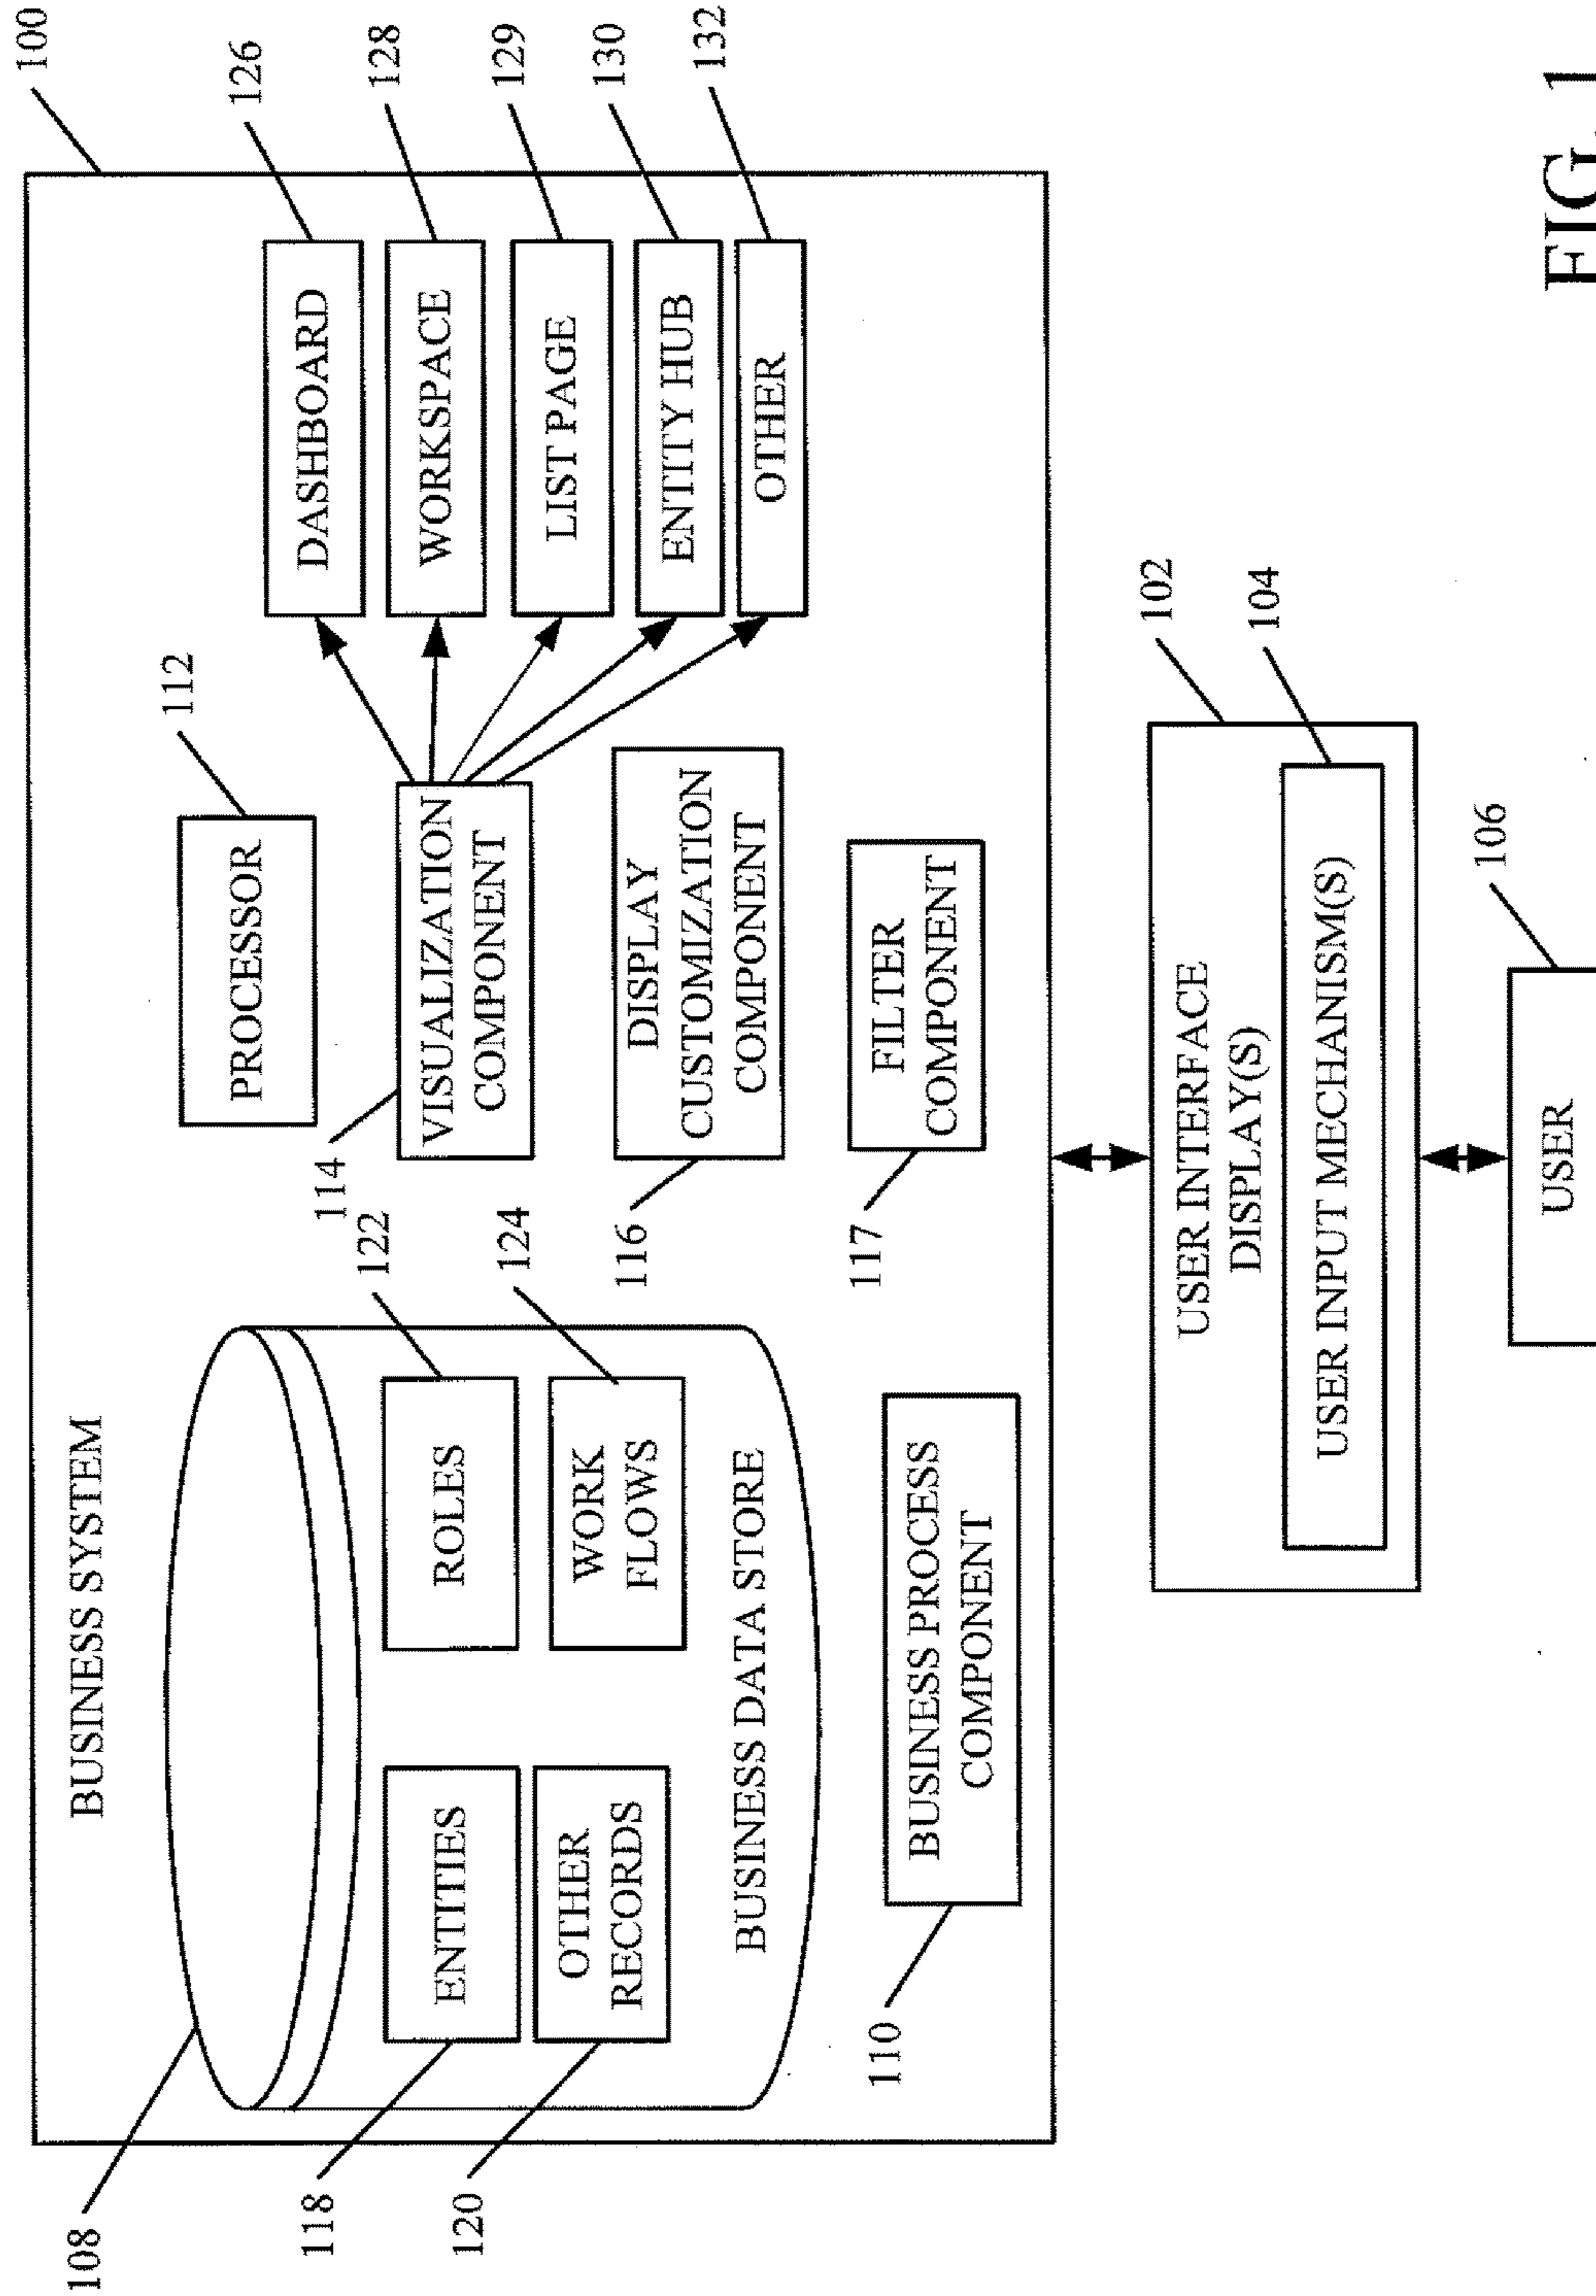 100
BUSINESS SYSTEM
108
118
ENTITIES
120
OTHER
RECORDS
122
ROLES
124
WORK
FLOWS
BUSINESS DATA STORE
110
BUSINESS PROCESS
COMPONENT
112
PROCESSOR
114
VISUALIZATION
COMPONENT
116
DISPLAY
CUSTOMIZATION
COMPONENT
117
FILTER
COMPONENT
126
DASHBOARD
128
WORKSPACE
129
LIST PAGE
130
ENTITY HUB
132
OTHER
102
USER INTERFACE
DISPLAY(S)
104
USER INPUT MECHANISM(S)
106
USER
FIG. 1